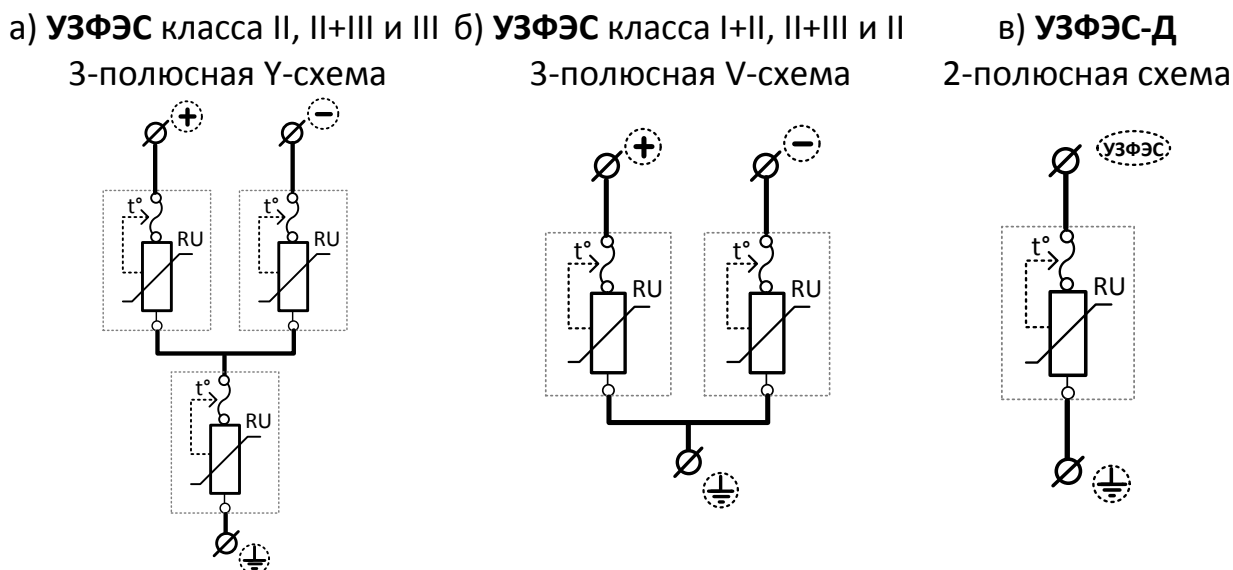 а) УЗФЭС класса II, II+III и III
3-полюсная Y-схема
+
−
t°
RU
t°
RU
t°
RU
б) УЗФЭС класса I+II, II+III и II
3-полюсная V-схема
+
−
t°
RU
t°
RU
в) УЗФЭС-Д
2-полюсная схема
УЗФЭС
t°
RU